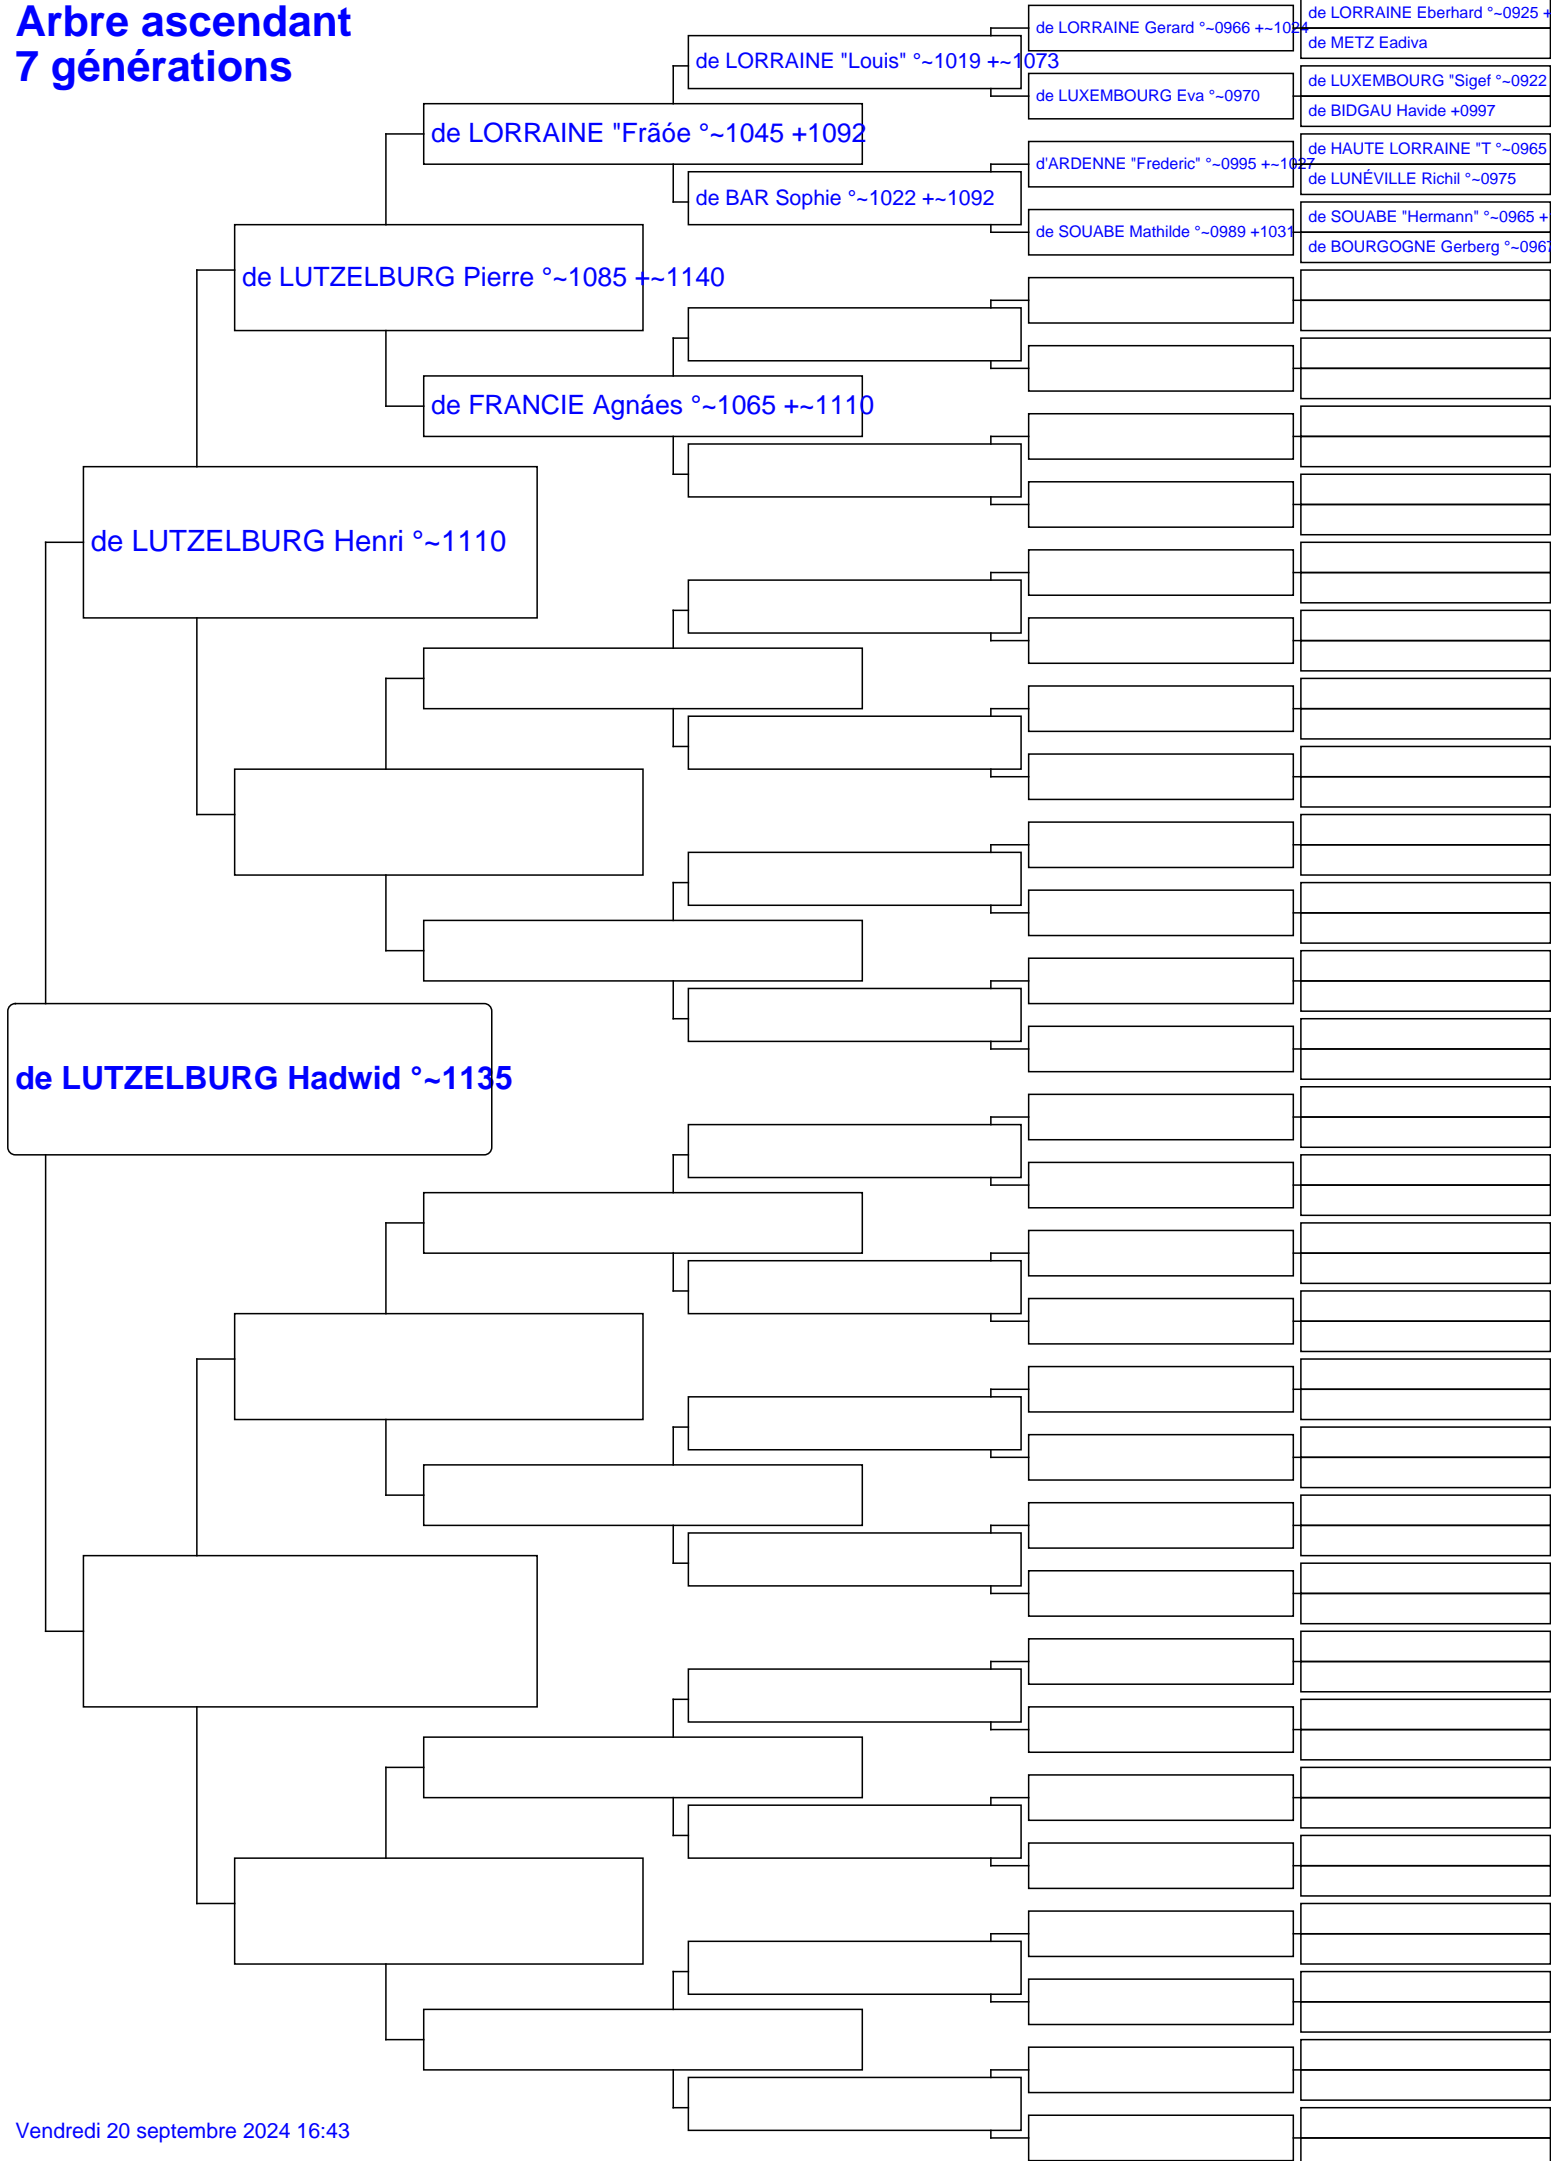 Arbre ascendant
7 générations
de LORRAINE Eberhard °~0925 +
de LORRAINE Gerard °~0966 +~1024
de METZ Eadiva
de LORRAINE "Louis" °~1019 +~1073
de LUXEMBOURG "Sigef °~0922
de LUXEMBOURG Eva °~0970
de BIDGAU Havide +0997
de LORRAINE "Frãóe °~1045 +1092
de HAUTE LORRAINE "T °~0965
d'ARDENNE "Frederic" °~0995 +~1027
de LUNÉVILLE Richil °~0975
de BAR Sophie °~1022 +~1092
de SOUABE "Hermann" °~0965 +
de SOUABE Mathilde °~0989 +1031
de BOURGOGNE Gerberg °~0967
de LUTZELBURG Pierre °~1085 +~1140
de FRANCIE Agnáes °~1065 +~1110
de LUTZELBURG Henri °~1110
de LUTZELBURG Hadwid °~1135
Vendredi 20 septembre 2024 16:43